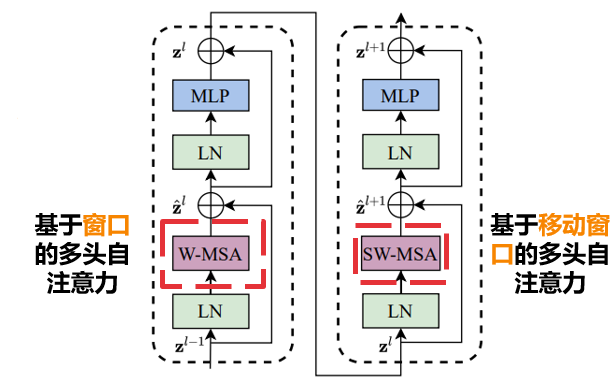 z^l
MLP
LN
ẑ^l
W-MSA
LN
z^{l-1}
基于窗口
的多头自
注意力
z^{l+1}
MLP
LN
ẑ^{l+1}
SW-MSA
LN
z^l
基于移动窗
口的多头自
注意力